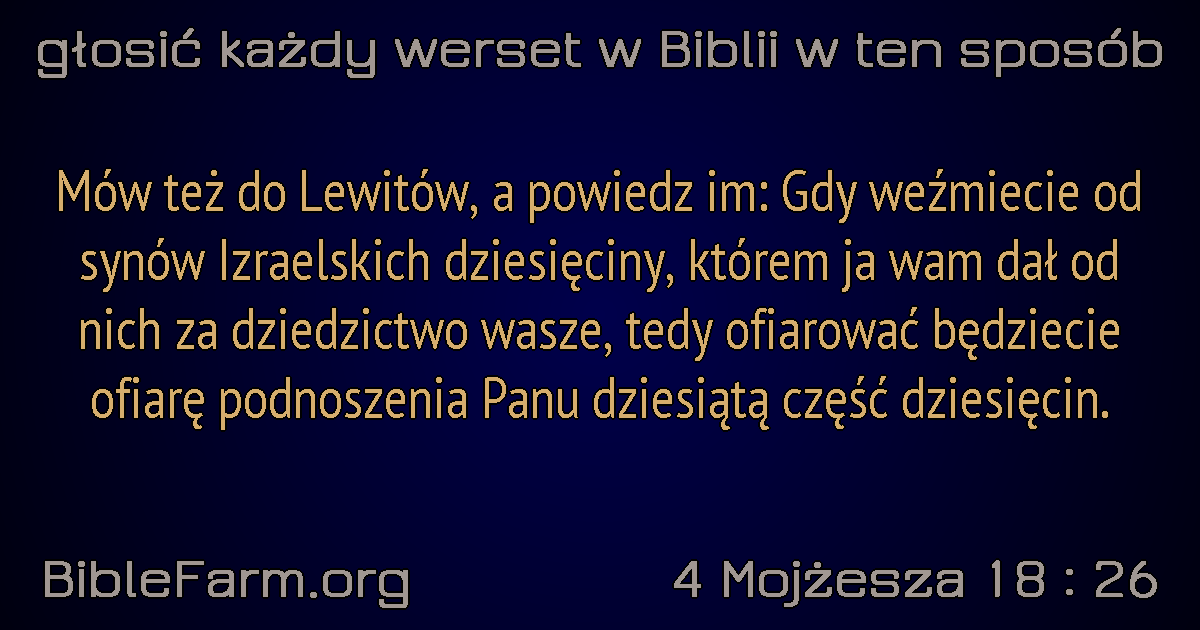 głosić każdy werset w Biblii w ten sposób
Mów też do Lewitów, a powiedz im: Gdy weźmiecie od
synów Izraelskich dziesięciny, którem ja wam dał od
nich za dziedzictwo wasze, tedy ofiarować będziecie
ofiarę podnoszenia Panu dziesiątą część dziesięcin.
BibleFarm.org
4 Mojżesza 18 : 26